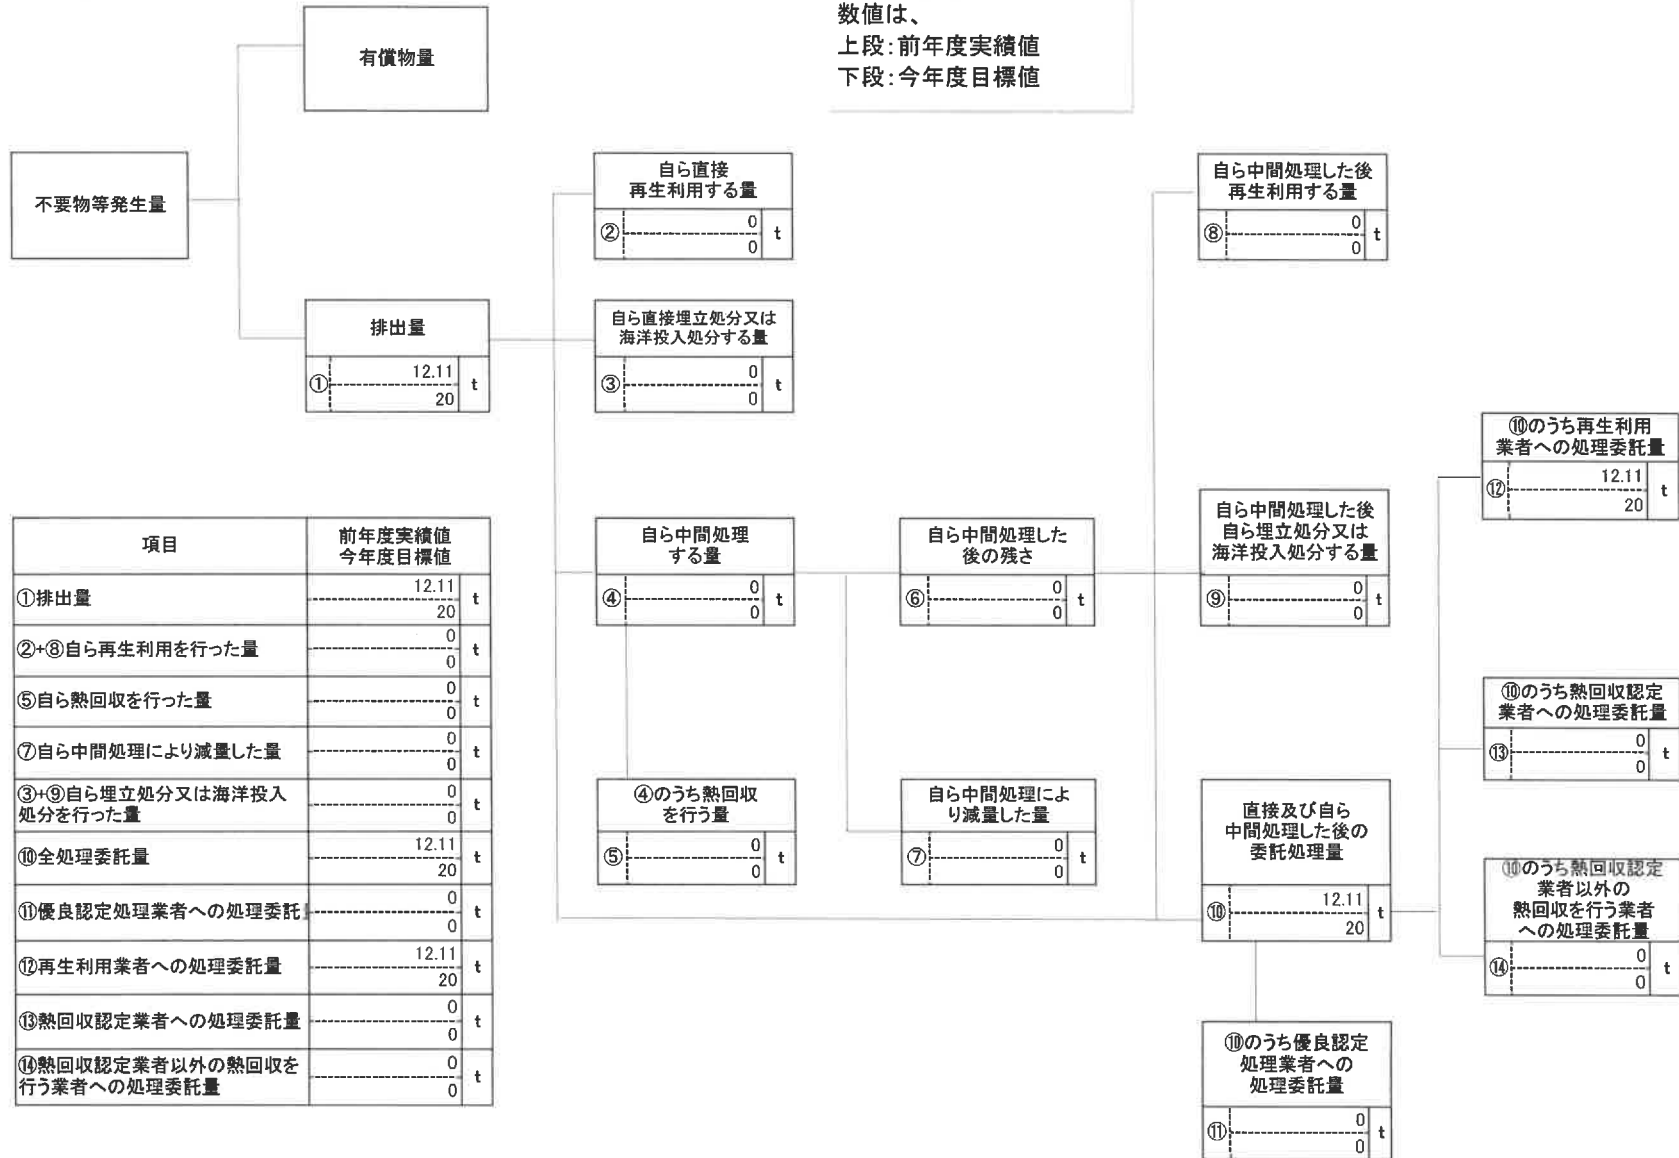 数値は、
上段:前年度実績値
下段:今年度目標値
有償物量
不要物等発生量
排出量
① 12.11 t
20
自ら直接
再生利用する量
② 0 t
0
自ら直接埋立処分又は
海洋投入処分する量
③ 0 t
0
自ら中間処理した後
再生利用する量
⑧ 0 t
0
⑩のうち再生利用
業者への処理委託量
⑫ 12.11 t
20
自ら中間処理
する量
④ 0 t
0
自ら中間処理した
後の残さ
⑥ 0 t
0
自ら中間処理した後
自ら埋立処分又は
海洋投入処分する量
⑨ 0 t
0
⑩のうち熱回収認定
業者への処理委託量
⑬ 0 t
0
④のうち熱回収
を行う量
⑤ 0 t
0
自ら中間処理によ
り減量した量
⑦ 0 t
0
直接及び自ら
中間処理した後の
委託処理量
⑩ 12.11 t
20
⑩のうち熱回収認定
業者以外の
熱回収を行う業者
への処理委託量
⑭ 0 t
0
⑩のうち優良認定
処理業者への
処理委託量
⑪ 0 t
0
項目 前年度実績値
今年度目標値
①排出量 12.11 t
20
②+⑧自ら再生利用を行った量 0 t
0
⑤自ら熱回収を行った量 0 t
0
⑦自ら中間処理により減量した量 0 t
0
③+⑨自ら埋立処分又は海洋投入
処分を行った量 0 t
0
⑩全処理委託量 12.11 t
20
⑪優良認定処理業者への処理委託 0 t
0
⑫再生利用業者への処理委託量 12.11 t
20
⑬熱回収認定業者への処理委託量 0 t
0
⑭熱回収認定業者以外の熱回収を
行う業者への処理委託量 0 t
0